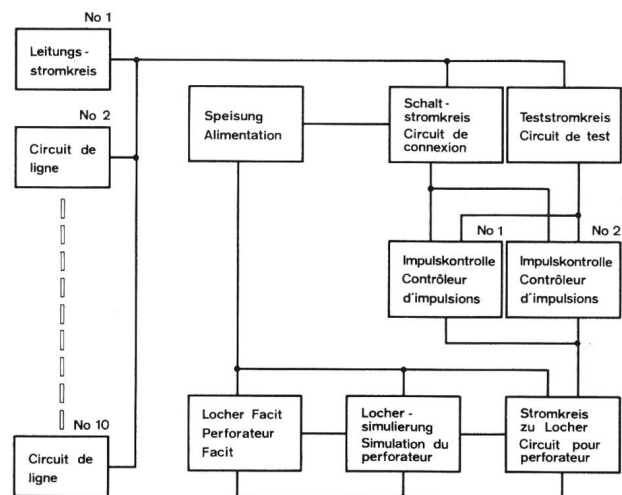 No 1
Leitungs-
stromkreis
No 2
Circuit de
ligne
No 10
Circuit de
ligne
Speisung
Alimentation
Schalt-
stromkreis
Circuit de
connexion
Teststromkreis
Circuit de test
No 1
Impulskontrolle
Contrôleur
d'impulsions
No 2
Impulskontrolle
Contrôleur
d'impulsions
Locher Facit
Perforateur
Facit
Locher-
simulierung
Simulation du
perforateur
Stromkreis
zu Locher
Circuit pour
perforateur